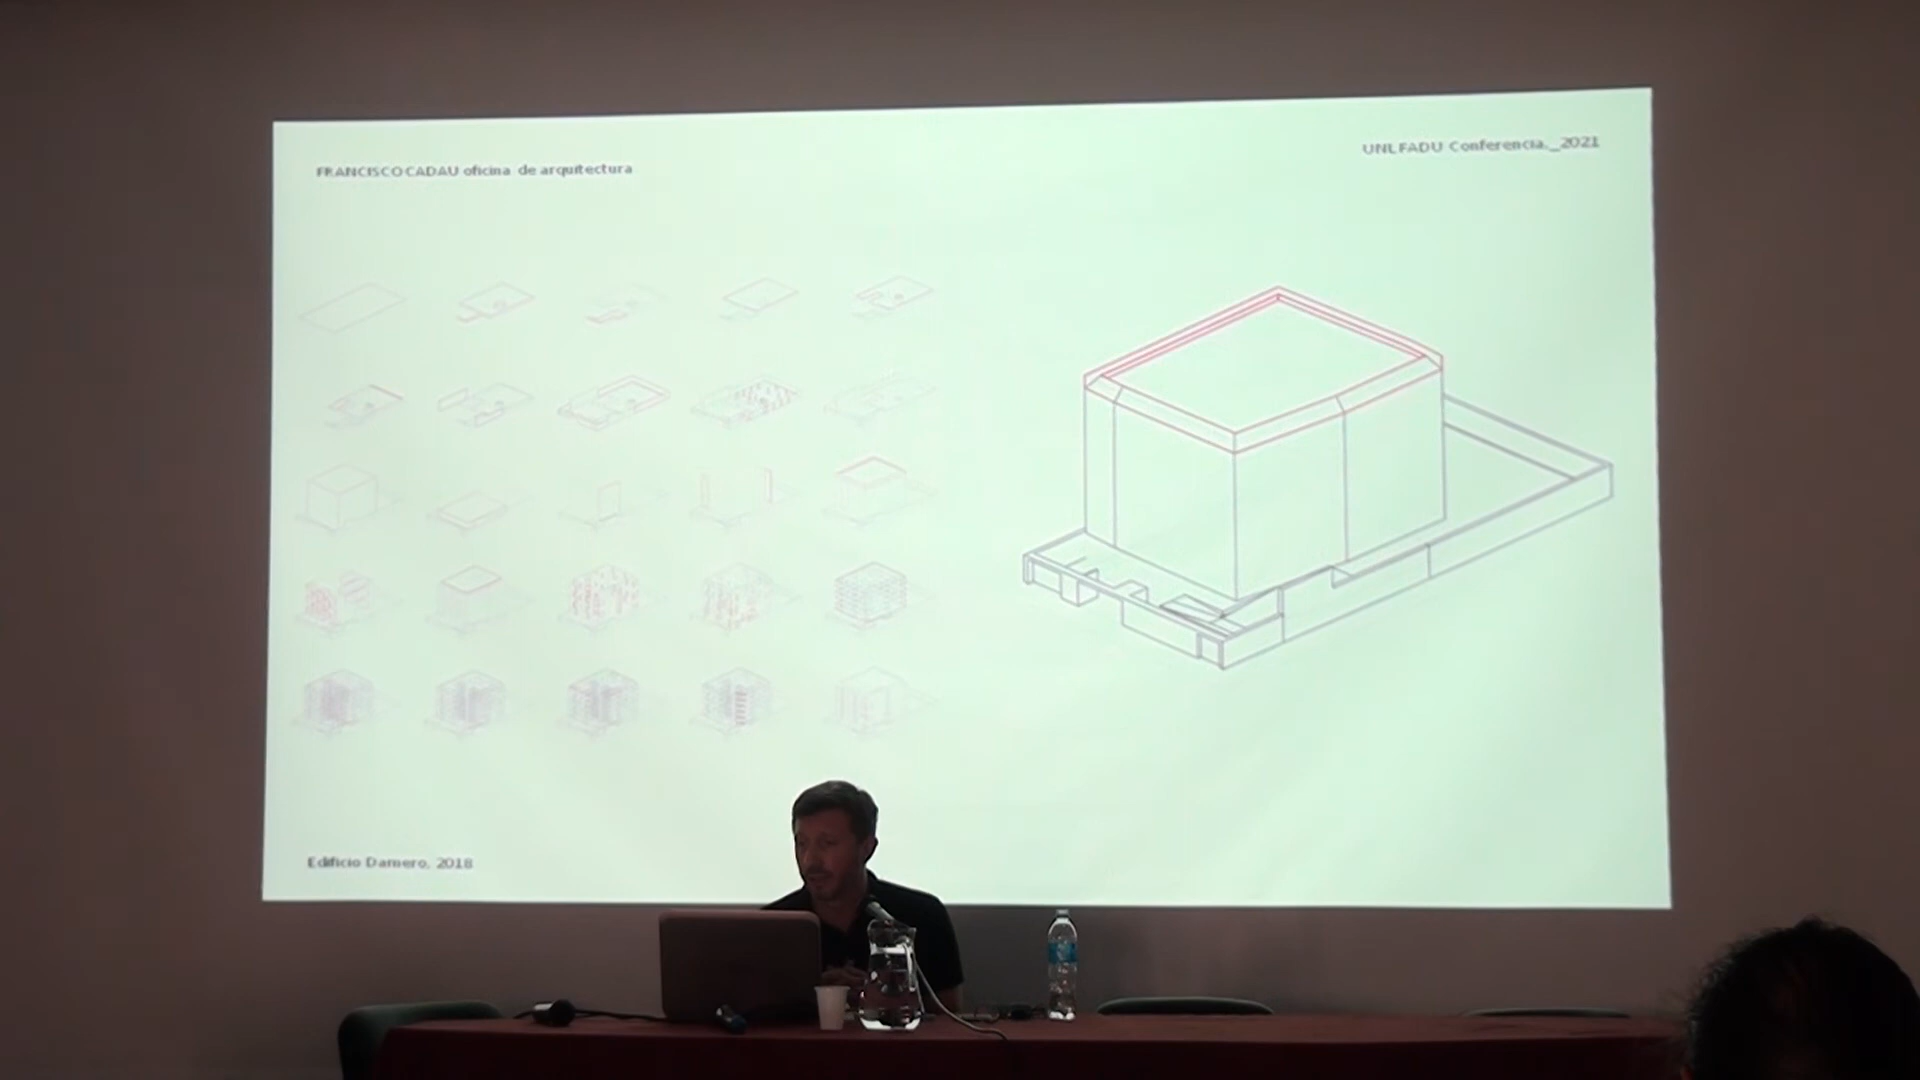 FRANCISCO CADAU oficina de arquitectura
UNL FADU Conferencia._2021
Edificio Damero, 2018